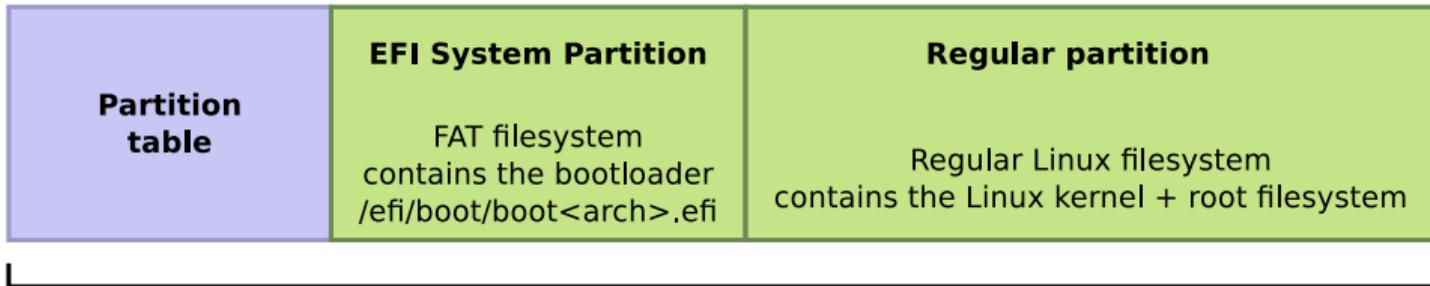 Partition
table
EFI System Partition
FAT filesystem
contains the bootloader
/efi/boot/boot<arch>.efi
Regular partition
Regular Linux filesystem
contains the Linux kernel + root filesystem